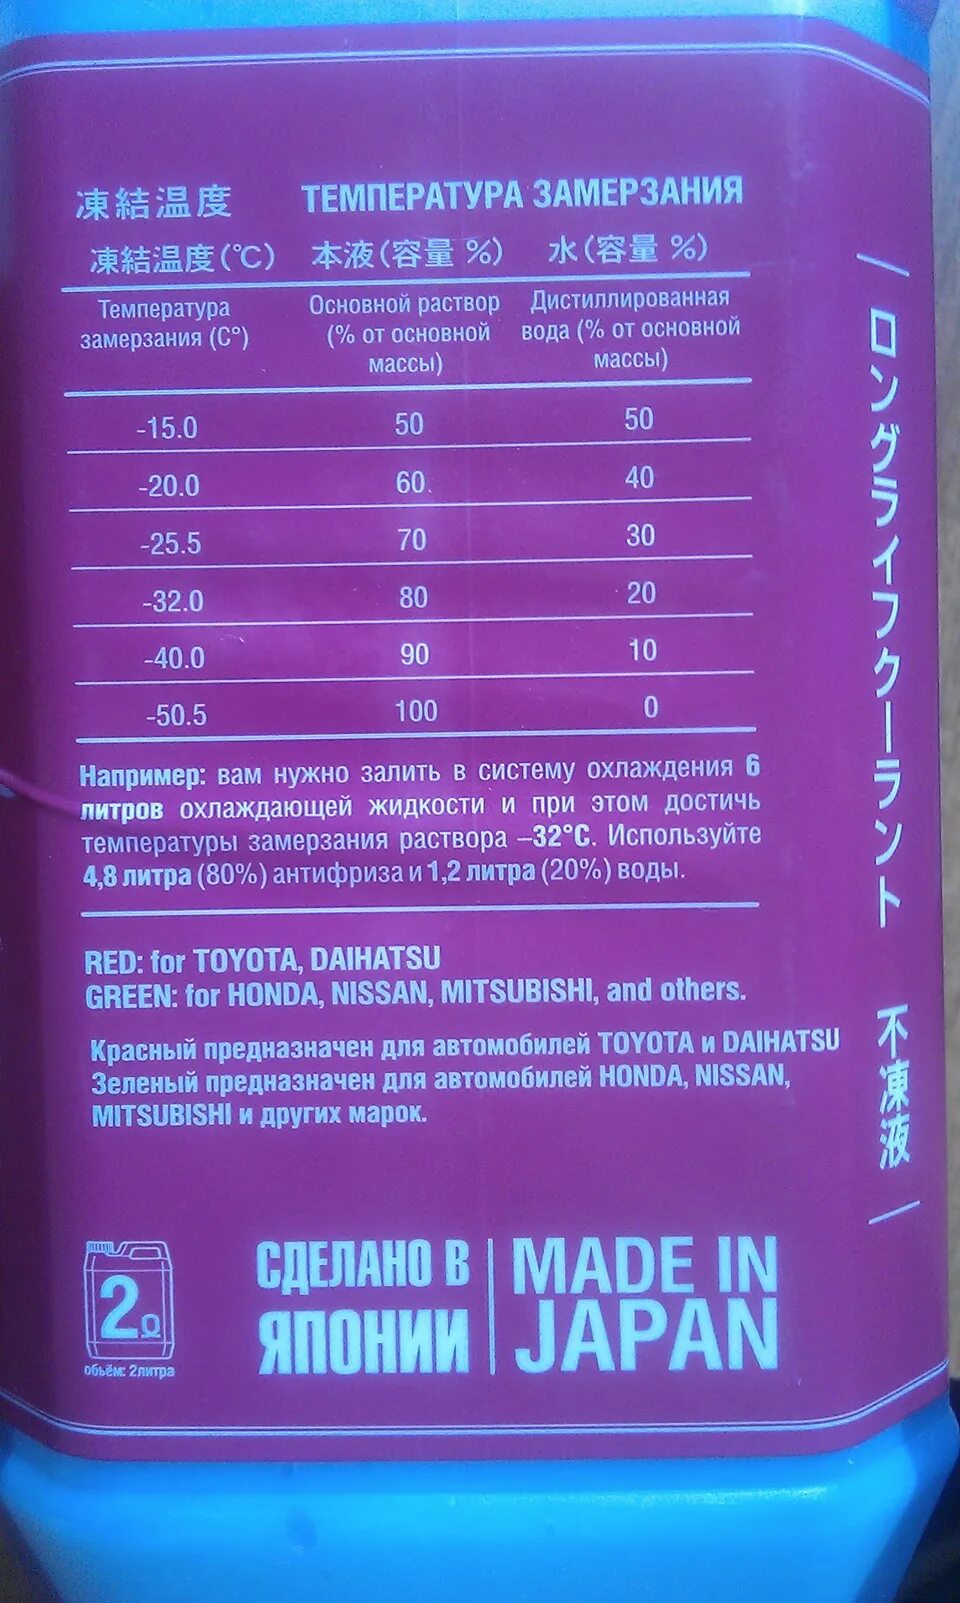 凍結温度 ТЕМПЕРАТУРА ЗАМЕРЗАНИЯ
凍結温度(℃) 本液(容量 %) 水(容量 %)
Температура замерзания (С°) Основной раствор (% от основной массы) Дистиллированная вода (% от основной массы)
-15.0 50 50
-20.0 60 40
-25.5 70 30
-32.0 80 20
-40.0 90 10
-50.5 100 0
Например: вам нужно залить в систему охлаждения 6
литров охлаждающей жидкости и при этом достичь
температуры замерзания раствора –32°С. Используйте
4,8 литра (80%) антифриза и 1,2 литра (20%) воды.
RED: for TOYOTA, DAIHATSU
GREEN: for HONDA, NISSAN, MITSUBISHI, and others.
Красный предназначен для автомобилей TOYOTA и DAIHATSU
Зеленый предназначен для автомобилей HONDA, NISSAN,
MITSUBISHI и других марок.
2ℓ
объём: 2литра
СДЕЛАНО В
ЯПОНИИ
MADE IN
JAPAN
ロングライフクーラント 不凍液